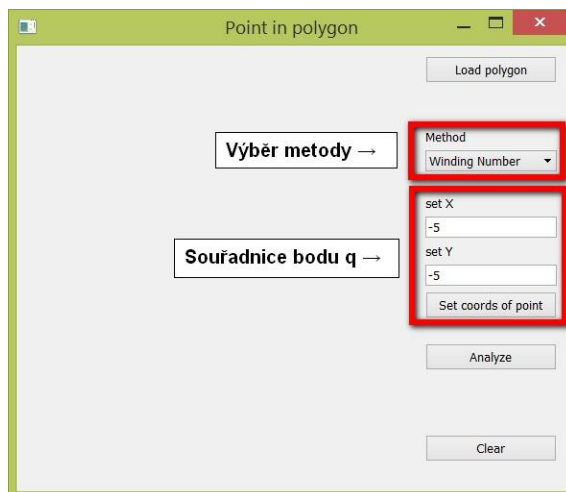 Point in polygon
Load polygon
Method
Výběr metody →
Winding Number
set X
-5
Souřadnice bodu q →
set Y
-5
Set coords of point
Analyze
Clear